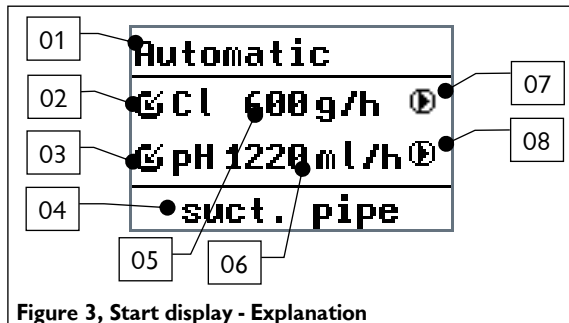 01
Automatic
02
Cl 600g/h
07
03
pH 1220ml/h
08
04
suct. pipe
05
06
Figure 3, Start display - Explanation